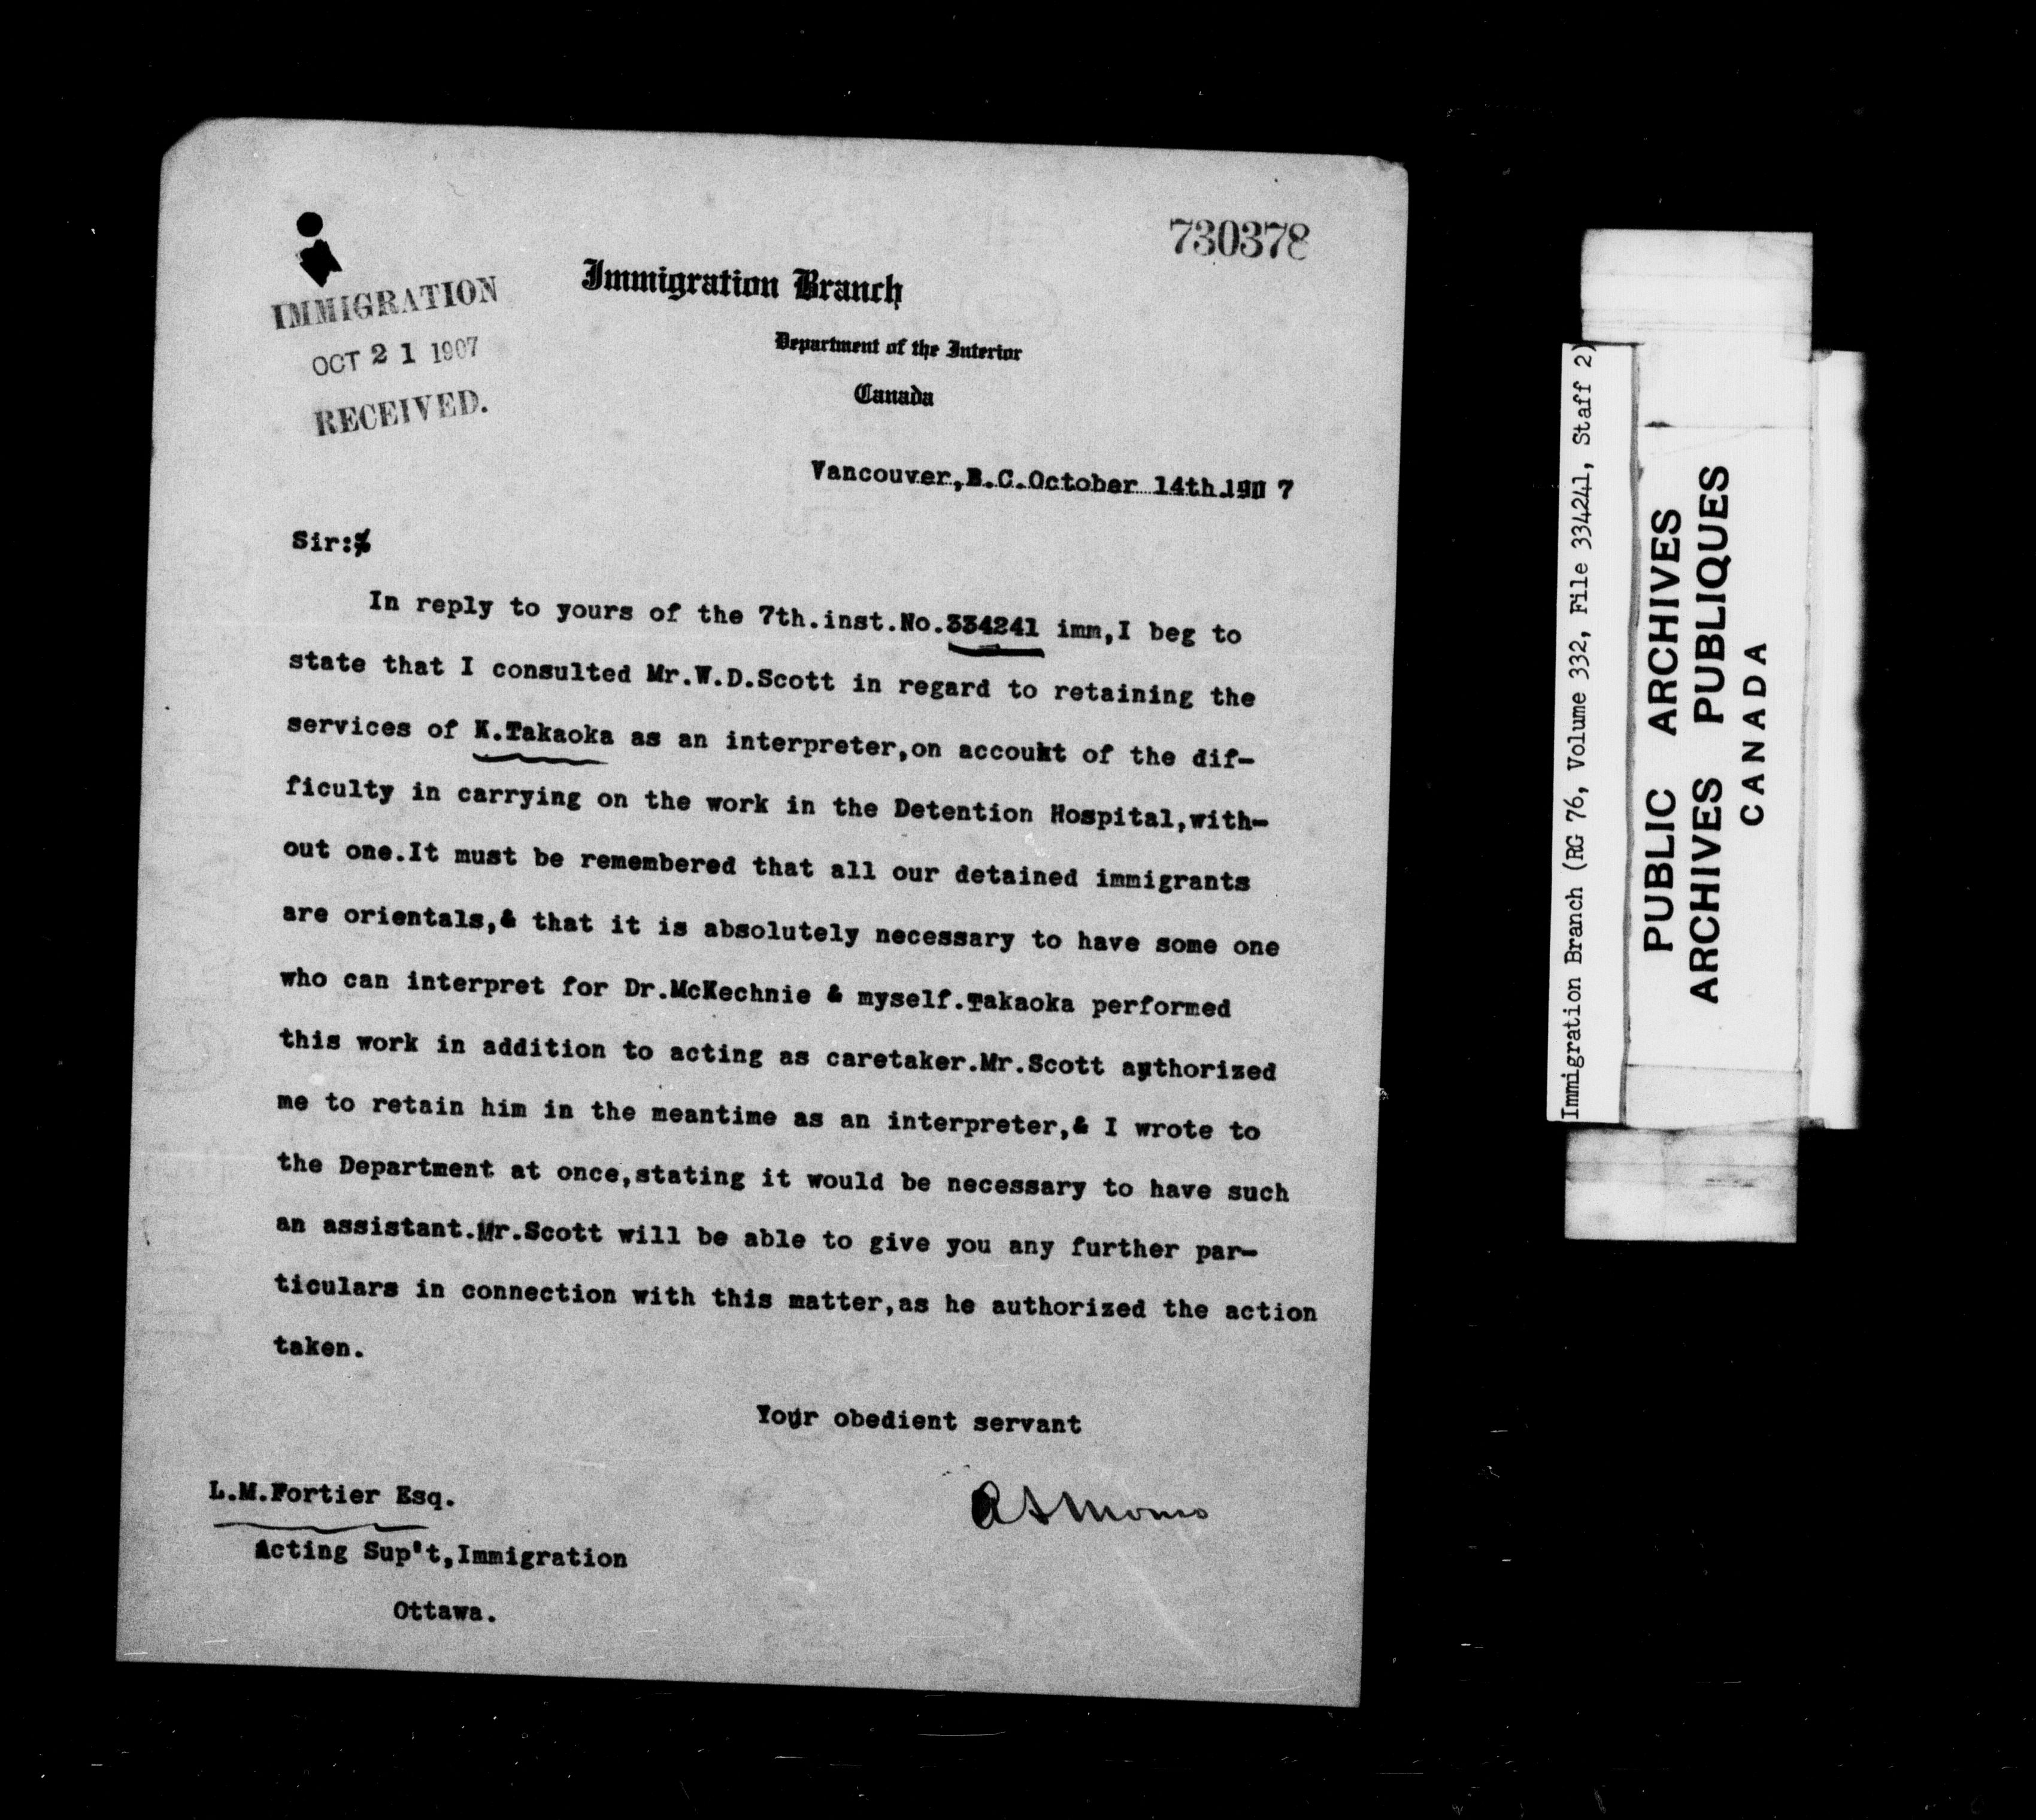 730378
IMMIGRATION
OCT 21 1907
RECEIVED.
Immigration Branch
Department of the Interior
Canada
Vancouver,B.C.October 14th.190 7
Sir:
In reply to yours of the 7th.inst.No.334241 imm,I beg to
state that I consulted Mr.W.D.Scott in regard to retaining the
services of K.Takaoka as an interpreter,on account of the dif-
ficulty in carrying on the work in the Detention Hospital,with-
out one.It must be remembered that all our detained immigrants
are orientals,& that it is absolutely necessary to have some one
who can interpret for Dr.McKechnie & myself.Takaoka performed
this work in addition to acting as caretaker.Mr.Scott authorized
me to retain him in the meantime as an interpreter,& I wrote to
the Department at once,stating it would be necessary to have such
an assistant.Mr.Scott will be able to give you any further par-
ticulars in connection with this matter,as he authorized the action
taken.
Your obedient servant
L.M.Fortier Esq.
Acting Sup't,Immigration
Ottawa.
Immigration Branch (RG 76, Volume 332, File 334241, Staff 2)
PUBLIC ARCHIVES
ARCHIVES PUBLIQUES
CANADA